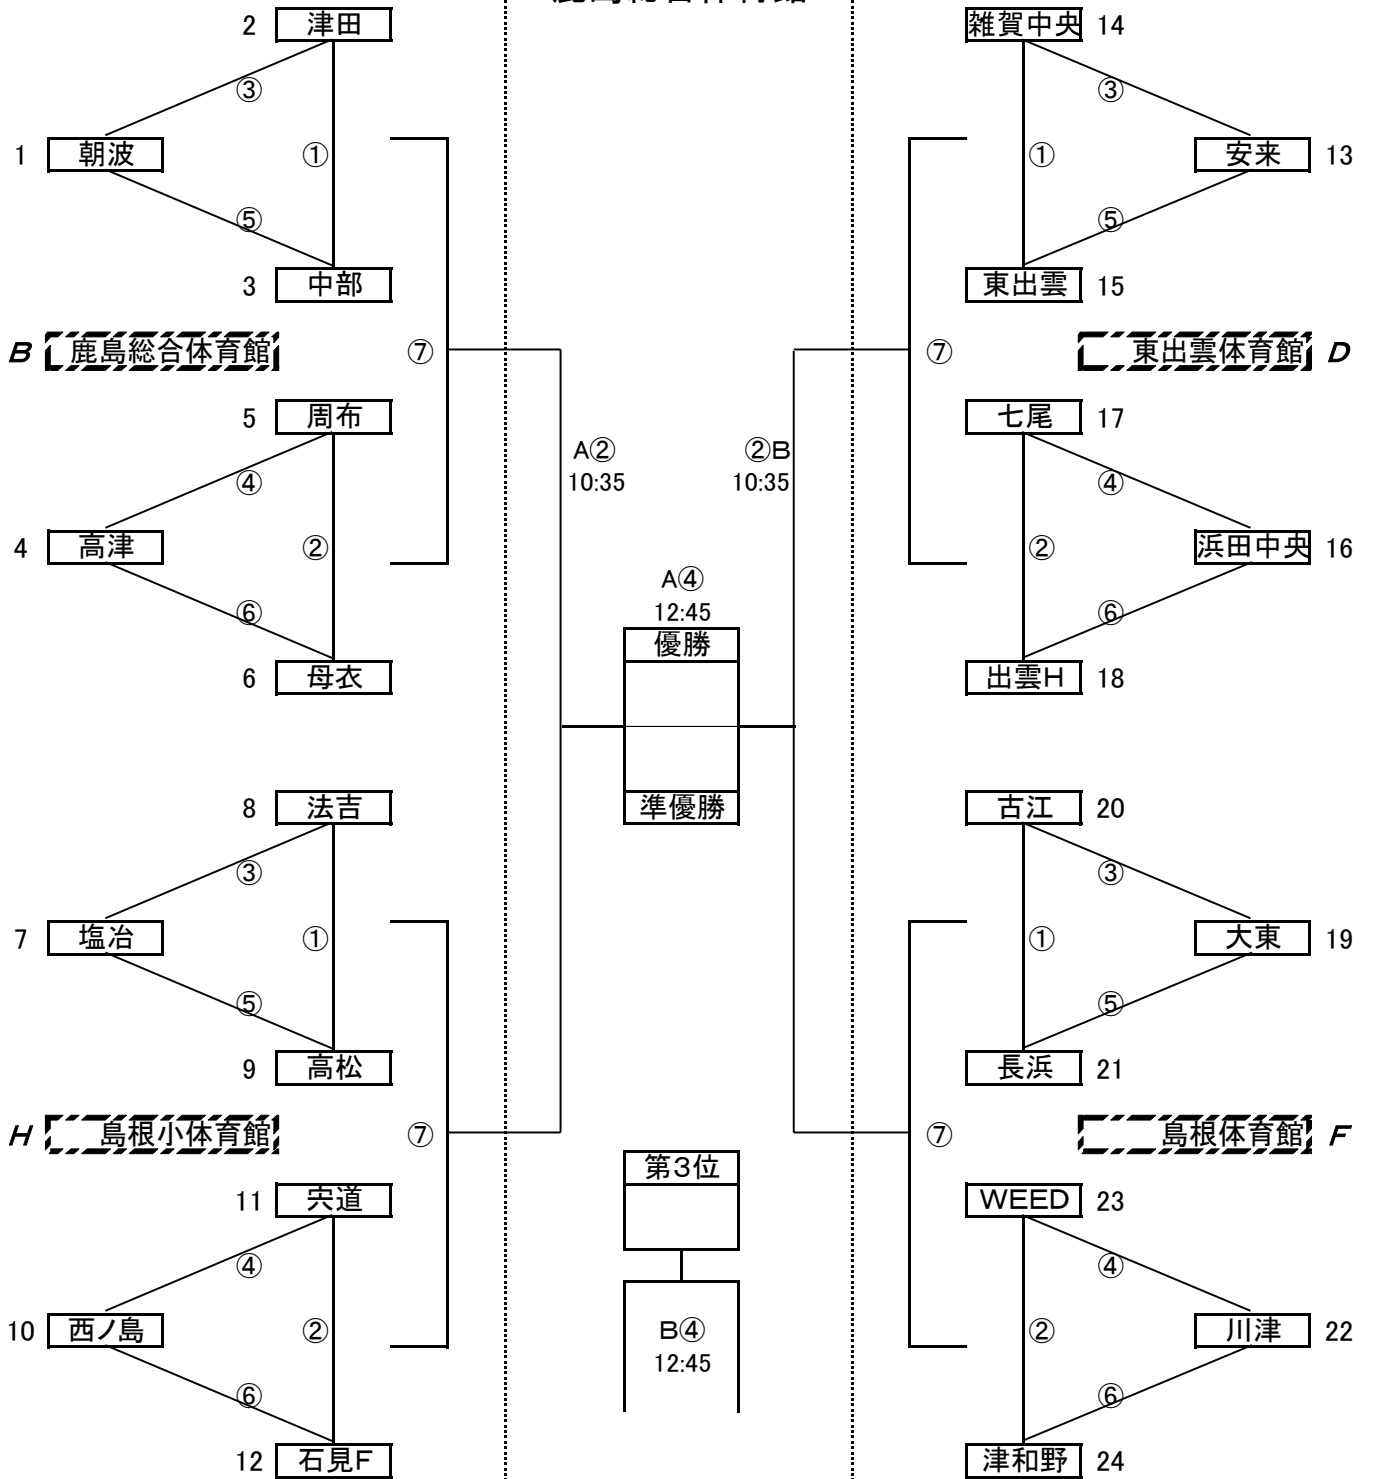 2 津田
雑賀中央 14
③
③
1 朝波
①
①
安来 13
⑤
⑤
3 中部
東出雲 15
B 鹿島総合体育館
⑦
⑦
東出雲体育館 D
5 周布
七尾 17
A②
10:35
②B
10:35
④
④
4 高津
②
②
浜田中央 16
A④
12:45
⑥
⑥
優勝
6 母衣
出雲H 18
準優勝
8 法吉
古江 20
③
③
7 塩冶
①
①
大東 19
⑤
⑤
9 高松
長浜 21
H 島根小体育館
⑦
⑦
島根体育館 F
第3位
11 宍道
WEED 23
④
④
10 西ノ島
②
B④
12:45
②
川津 22
⑥
⑥
12 石見F
津和野 24